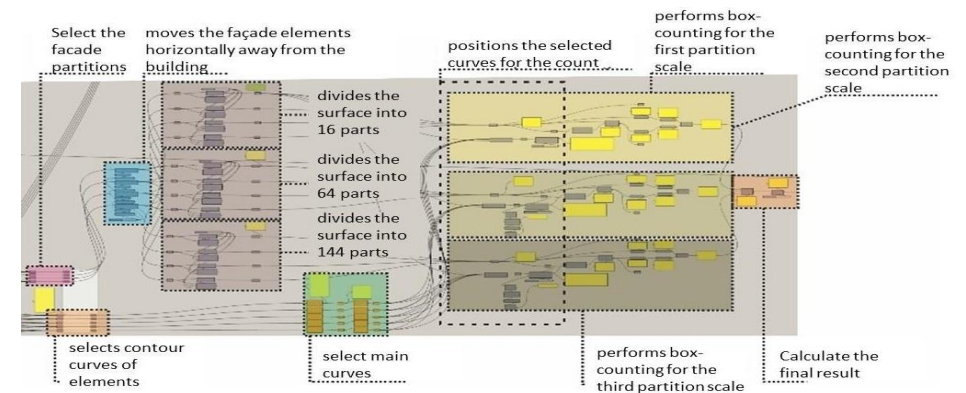 Select the
facade
partitions
moves the façade elements
horizontally away from the
building
divides the
surface into
16 parts
divides the
surface into
64 parts
divides the
surface into
144 parts
positions the selected
curves for the count
performs box-
counting for the
first partition
scale
performs box-
counting for the
second partition
scale
selects contour
curves of
elements
select main
curves
performs box-
counting for the
third partition scale
Calculate the
final result